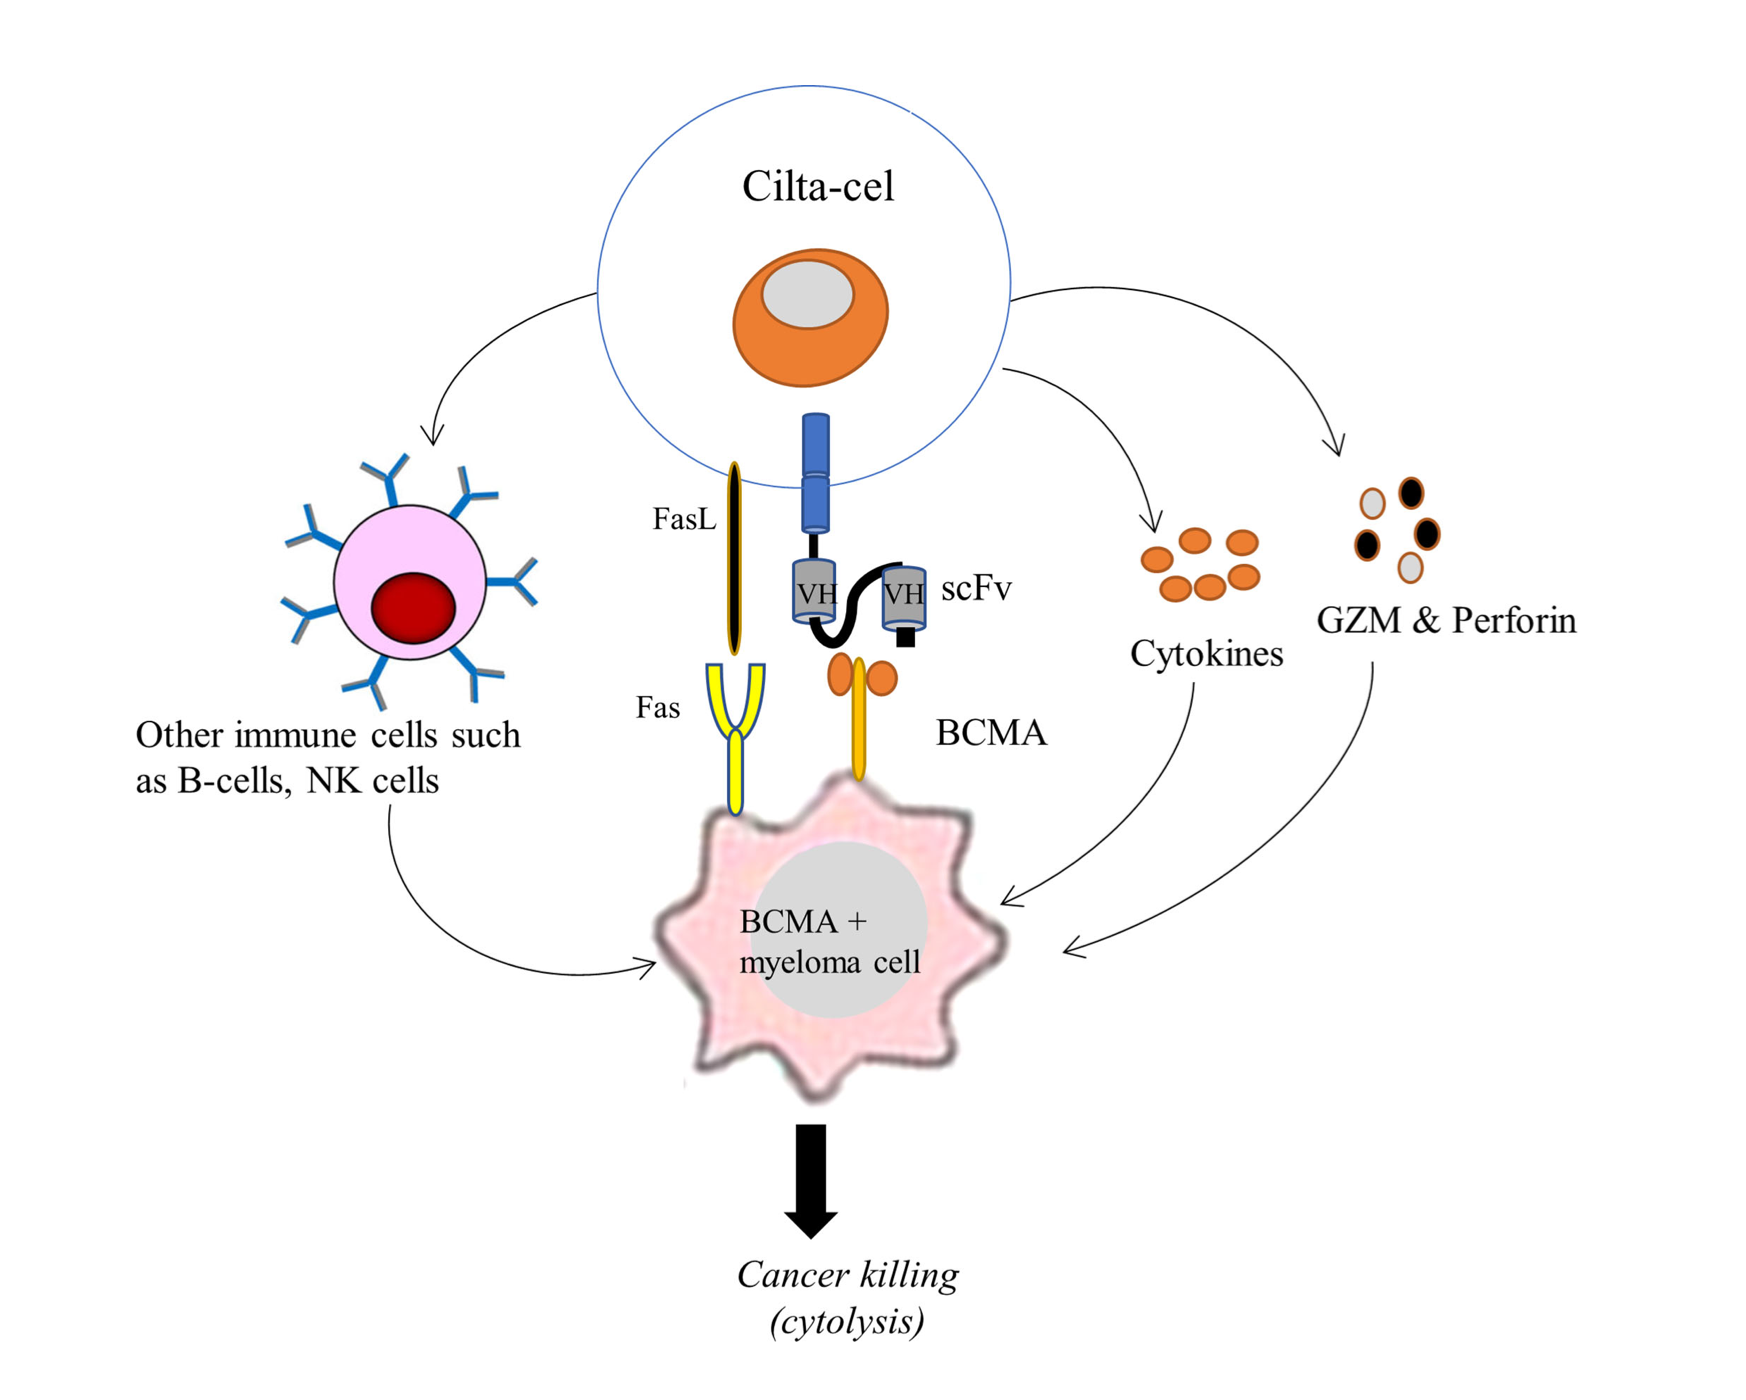 Cilta-cel
FasL
VH
VH
scFv
GZM & Perforin
Cytokines
Fas
BCMA
Other immune cells such
as B-cells, NK cells
BCMA +
myeloma cell
Cancer killing
(cytolysis)